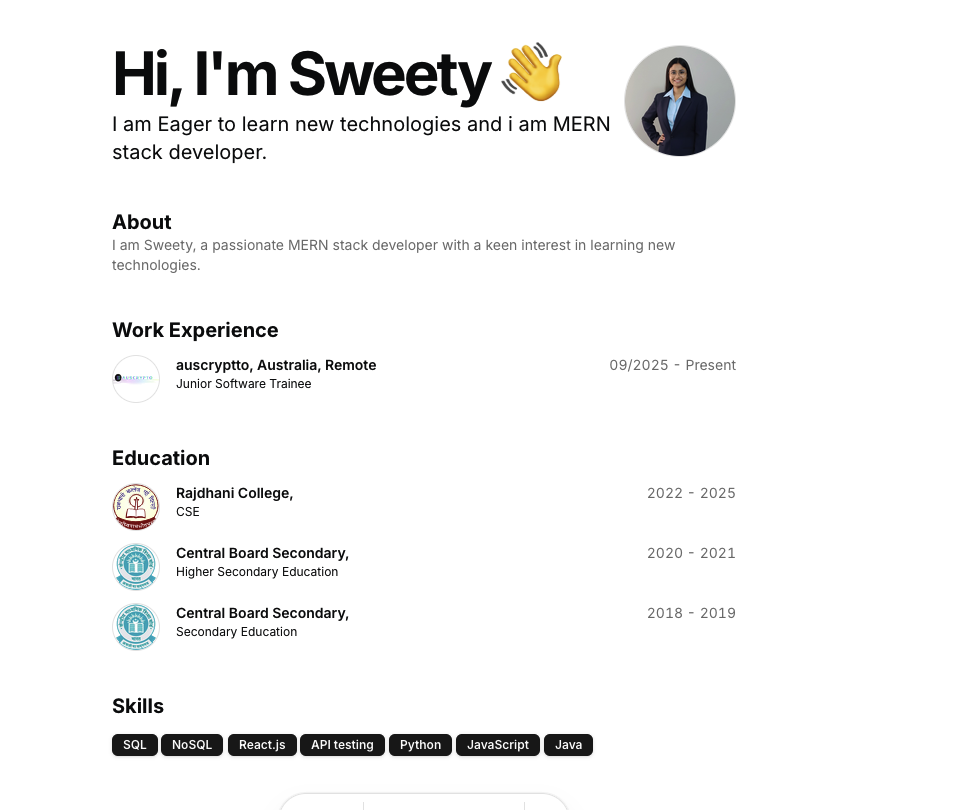 Hi, I'm Sweety 👋
I am Eager to learn new technologies and i am MERN
stack developer.
About
I am Sweety, a passionate MERN stack developer with a keen interest in learning new
technologies.
Work Experience
auscryptto, Australia, Remote
09/2025 - Present
Junior Software Trainee
Education
Rajdhani College,
2022 - 2025
CSE
Central Board Secondary,
2020 - 2021
Higher Secondary Education
Central Board Secondary,
2018 - 2019
Secondary Education
Skills
SQL NoSQL React.js API testing Python JavaScript Java